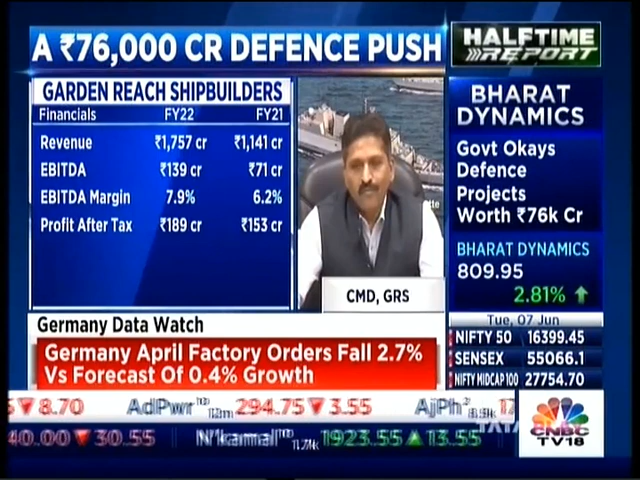 A ₹76,000 CR DEFENCE PUSH
HALFTIME
REPORT
GARDEN REACH SHIPBUILDERS
Financials FY22 FY21
Revenue ₹1,757 cr ₹1,141 cr
EBITDA ₹139 cr ₹71 cr
EBITDA Margin 7.9% 6.2%
Profit After Tax ₹189 cr ₹153 cr
CMD, GRS
BHARAT
DYNAMICS
Govt Okays
Defence
Projects
Worth ₹76k Cr
BHARAT DYNAMICS
809.95
2.81%
Tue, 07 Jun
NIFTY 50 16399.45
SENSEX 55066.1
NIFTY MIDCAP 100 27754.70
Germany Data Watch
Germany April Factory Orders Fall 2.7%
Vs Forecast Of 0.4% Growth
8.70 AdPwr 294.75 3.55 AjPh
40.00 30.55 N'kamal 1923.55 13.55
CNBC
TV18